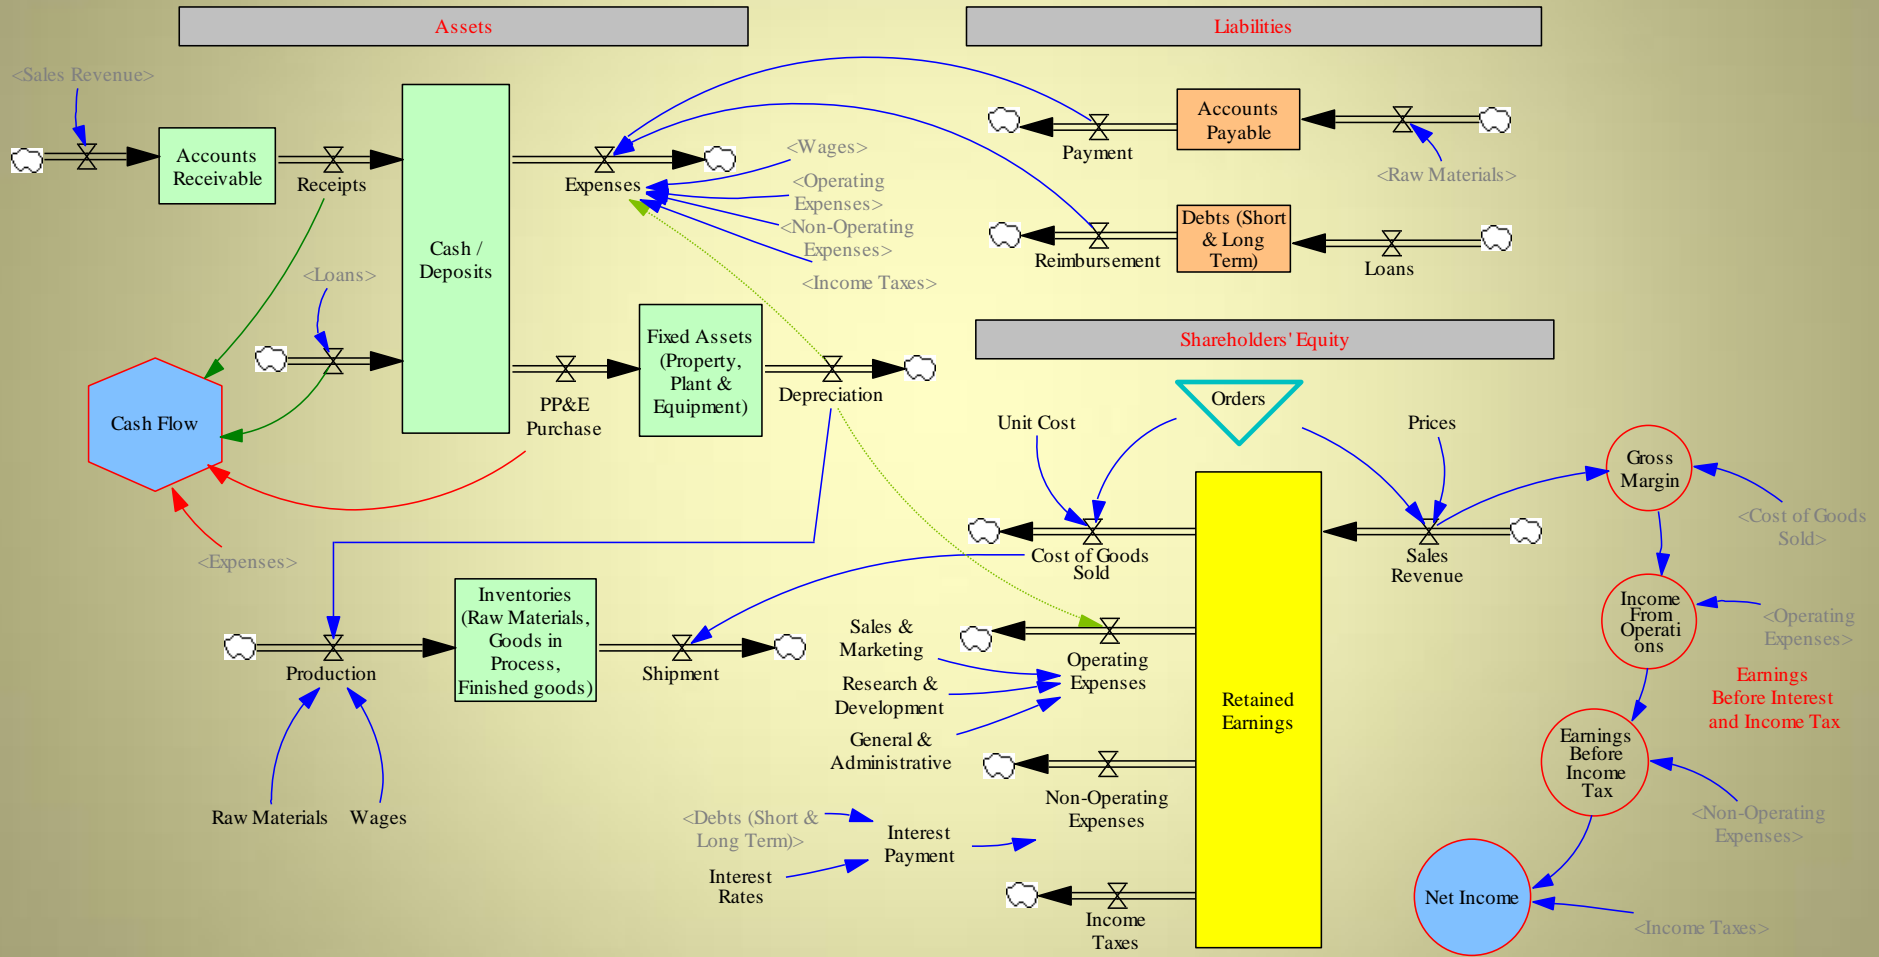 Assets
Liabilities
<Sales Revenue>
Accounts
Receivable
Receipts
Cash /
Deposits
Expenses
<Wages>
<Operating
Expenses>
<Non-Operating
Expenses>
<Income Taxes>
Payment
Accounts
Payable
<Raw Materials>
Reimbursement
Debts (Short
& Long
Term)
Loans
<Loans>
Cash Flow
PP&E
Purchase
Fixed Assets
(Property,
Plant &
Equipment)
Depreciation
<Expenses>
Shareholders' Equity
Orders
Unit Cost
Prices
Cost of Goods
Sold
Sales
Revenue
Gross
Margin
<Cost of Goods
Sold>
Income
From
Operati
ons
<Operating
Expenses>
Earnings
Before Interest
and Income Tax
Inventories
(Raw Materials,
Goods in
Process,
Finished goods)
Production
Shipment
Raw Materials
Wages
Sales &
Marketing
Research &
Development
General &
Administrative
Operating
Expenses
Retained
Earnings
Non-Operating
Expenses
<Debts (Short &
Long Term)>
Interest
Payment
Interest
Rates
Income
Taxes
Earnings
Before
Income
Tax
<Non-Operating
Expenses>
Net Income
<Income Taxes>